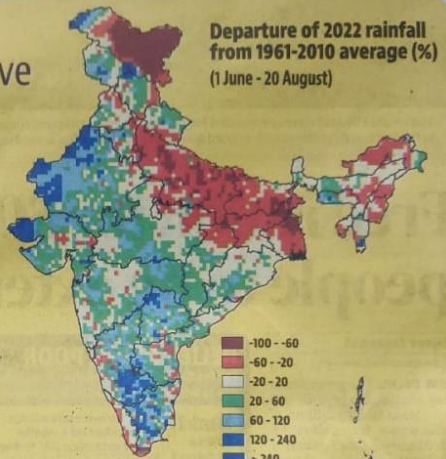 ve
Departure of 2022 rainfall
from 1961-2010 average (%)
(1 June - 20 August)
-100 - -60
-60 - -20
-20 - 20
20 - 60
60 - 120
120 - 240
> 240